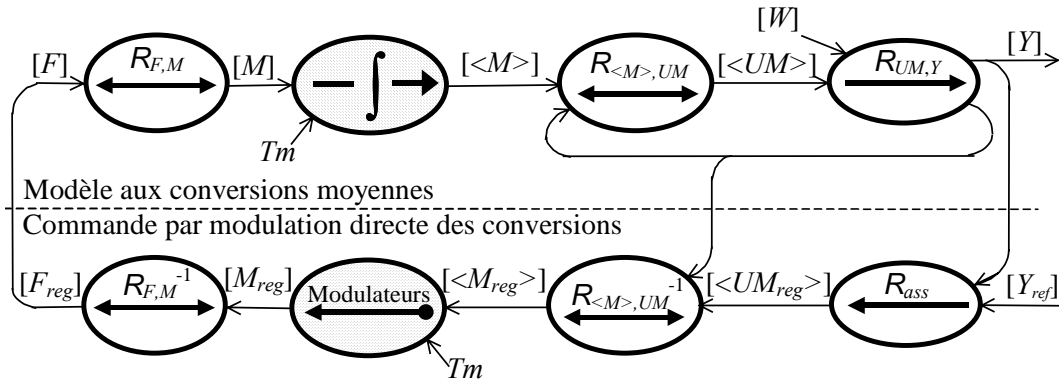 [W]
[F] R_{F,M} [M] ∫ [<M>] R_{<M>,UM} [<UM>] R_{UM,Y} [Y]
Tm
Modèle aux conversions moyennes
Commande par modulation directe des conversions
[F_{reg}] R_{F,M}^{-1} [M_{reg}] Modulateurs [<M_{reg}>] R_{<M>,UM}^{-1} [<UM_{reg}>] R_{ass} [Y_{ref}]
Tm